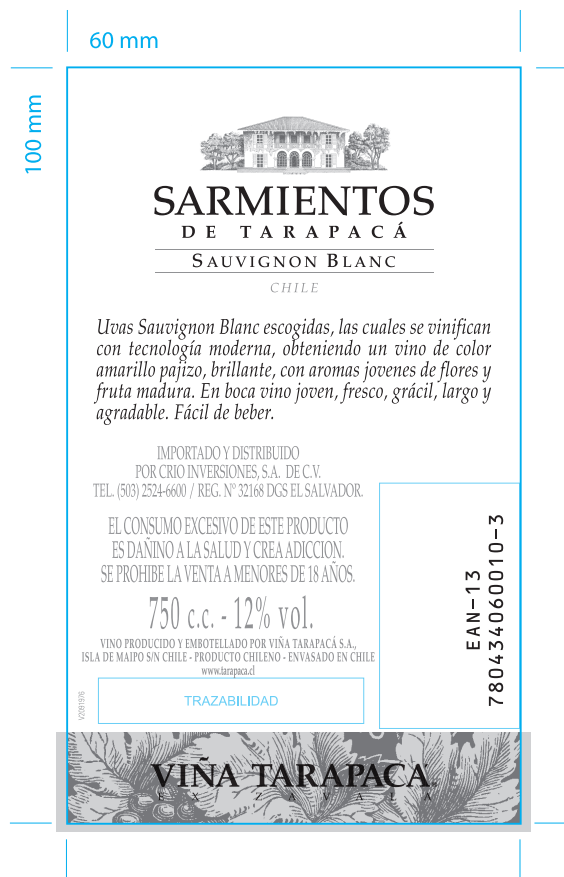 60 mm
100 mm
SARMIENTOS
DE TARAPACÁ
SAUVIGNON BLANC
CHILE
Uvas Sauvignon Blanc escogidas, las cuales se vinifican
con tecnología moderna, obteniendo un vino de color
amarillo pajizo, brillante, con aromas jovenes de flores y
fruta madura. En boca vino joven, fresco, grácil, largo y
agradable. Fácil de beber.
IMPORTADO Y DISTRIBUIDO
POR CRIO INVERSIONES, S.A. DE C.V.
TEL. (503) 2524-6600 / REG. Nº 32168 DGS EL SALVADOR.
EL CONSUMO EXCESIVO DE ESTE PRODUCTO
ES DAÑINO A LA SALUD Y CREA ADICCION.
SE PROHIBE LA VENTA A MENORES DE 18 AÑOS.
750 c.c. - 12% vol.
VINO PRODUCIDO Y EMBOTELLADO POR VIÑA TARAPACÁ S.A.,
ISLA DE MAIPO S/N CHILE - PRODUCTO CHILENO - ENVASADO EN CHILE
www.tarapaca.cl
EAN-13
780434060010-3
V2091976
TRAZABILIDAD
VIÑA TARAPACÁ
EX ZAVALA